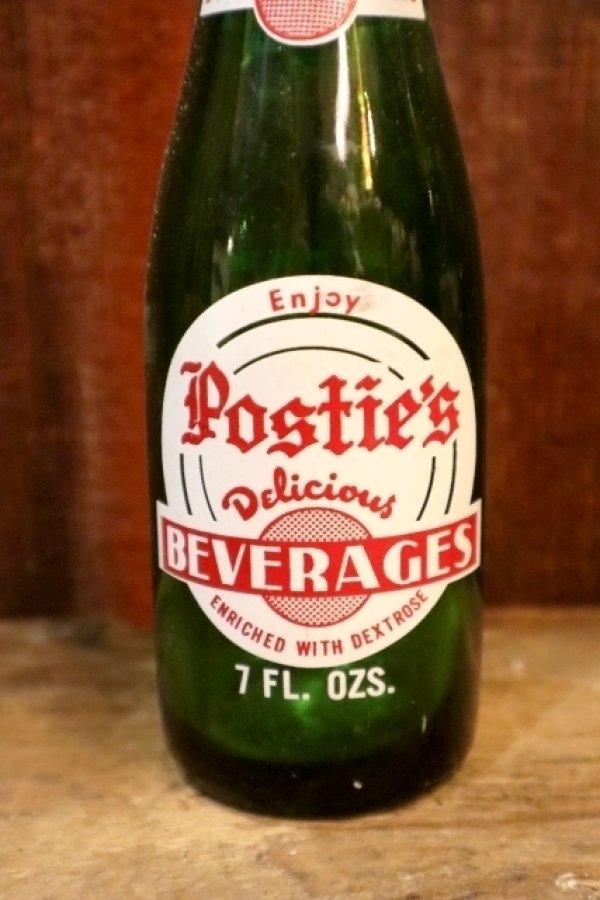 Enjoy
Postie's
Delicious
BEVERAGES
ENRICHED WITH DEXTROSE
7 FL. OZS.